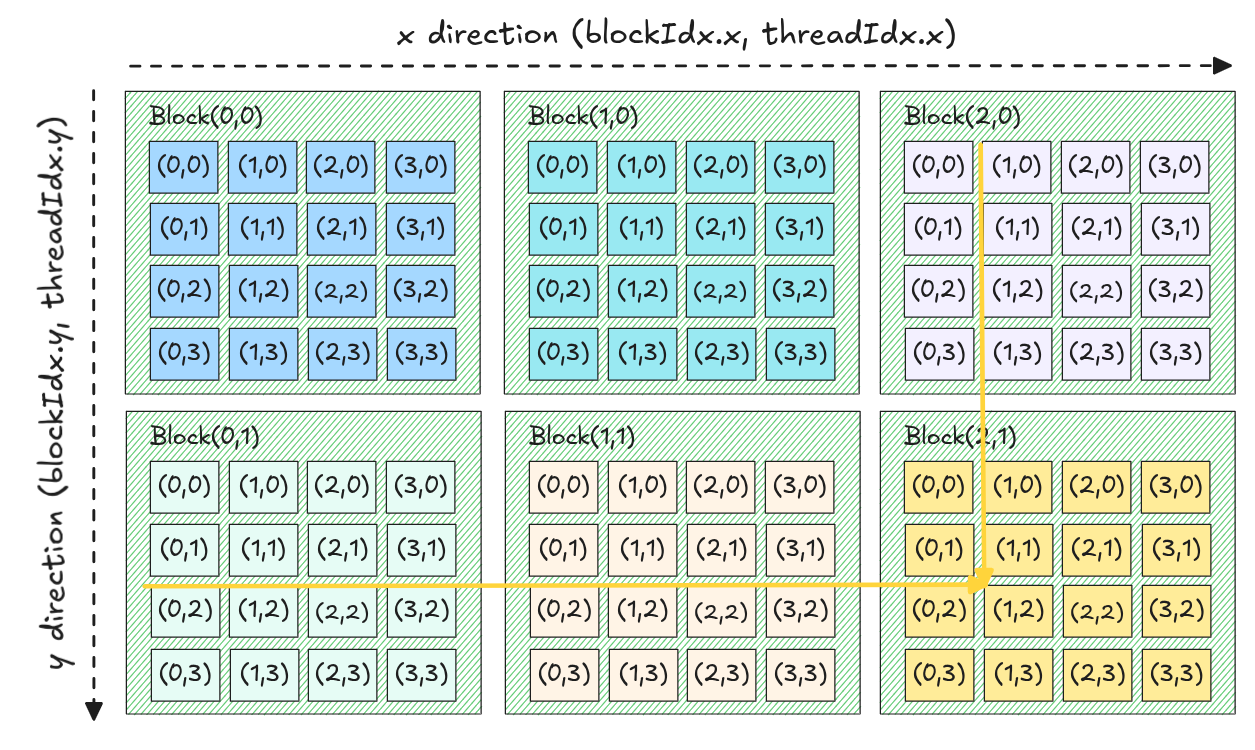 x direction (blockIdx.x, threadIdx.x)
y direction (blockIdx.y, threadIdx.y)
Block(0,0)
(0,0) (1,0) (2,0) (3,0)
(0,1) (1,1) (2,1) (3,1)
(0,2) (1,2) (2,2) (3,2)
(0,3) (1,3) (2,3) (3,3)
Block(1,0)
(0,0) (1,0) (2,0) (3,0)
(0,1) (1,1) (2,1) (3,1)
(0,2) (1,2) (2,2) (3,2)
(0,3) (1,3) (2,3) (3,3)
Block(2,0)
(0,0) (1,0) (2,0) (3,0)
(0,1) (1,1) (2,1) (3,1)
(0,2) (1,2) (2,2) (3,2)
(0,3) (1,3) (2,3) (3,3)
Block(0,1)
(0,0) (1,0) (2,0) (3,0)
(0,1) (1,1) (2,1) (3,1)
(0,2) (1,2) (2,2) (3,2)
(0,3) (1,3) (2,3) (3,3)
Block(1,1)
(0,0) (1,0) (2,0) (3,0)
(0,1) (1,1) (2,1) (3,1)
(0,2) (1,2) (2,2) (3,2)
(0,3) (1,3) (2,3) (3,3)
Block(2,1)
(0,0) (1,0) (2,0) (3,0)
(0,1) (1,1) (2,1) (3,1)
(0,2) (1,2) (2,2) (3,2)
(0,3) (1,3) (2,3) (3,3)